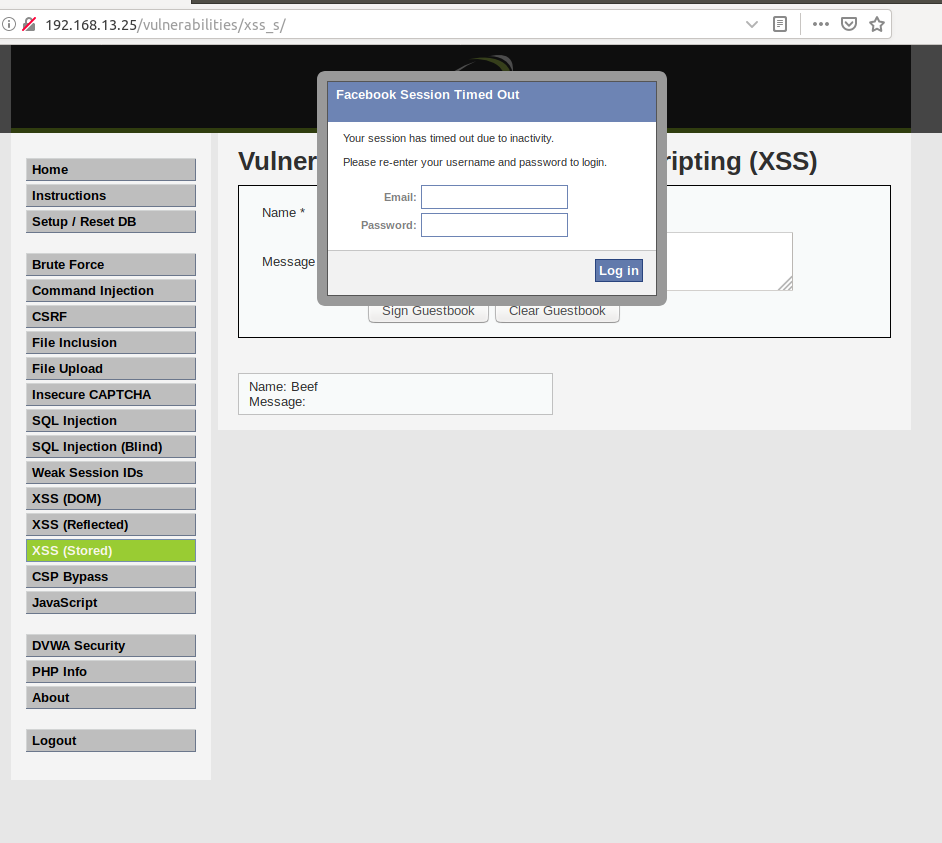 192.168.13.25/vulnerabilities/xss_s/
Facebook Session Timed Out
Your session has timed out due to inactivity.
Please re-enter your username and password to login.
Email:
Password:
Log in
Home
Instructions
Setup / Reset DB
Brute Force
Command Injection
CSRF
File Inclusion
File Upload
Insecure CAPTCHA
SQL Injection
SQL Injection (Blind)
Weak Session IDs
XSS (DOM)
XSS (Reflected)
XSS (Stored)
CSP Bypass
JavaScript
DVWA Security
PHP Info
About
Logout
Vulner ripting (XSS)
Name *
Message
Sign Guestbook Clear Guestbook
Name: Beef
Message: